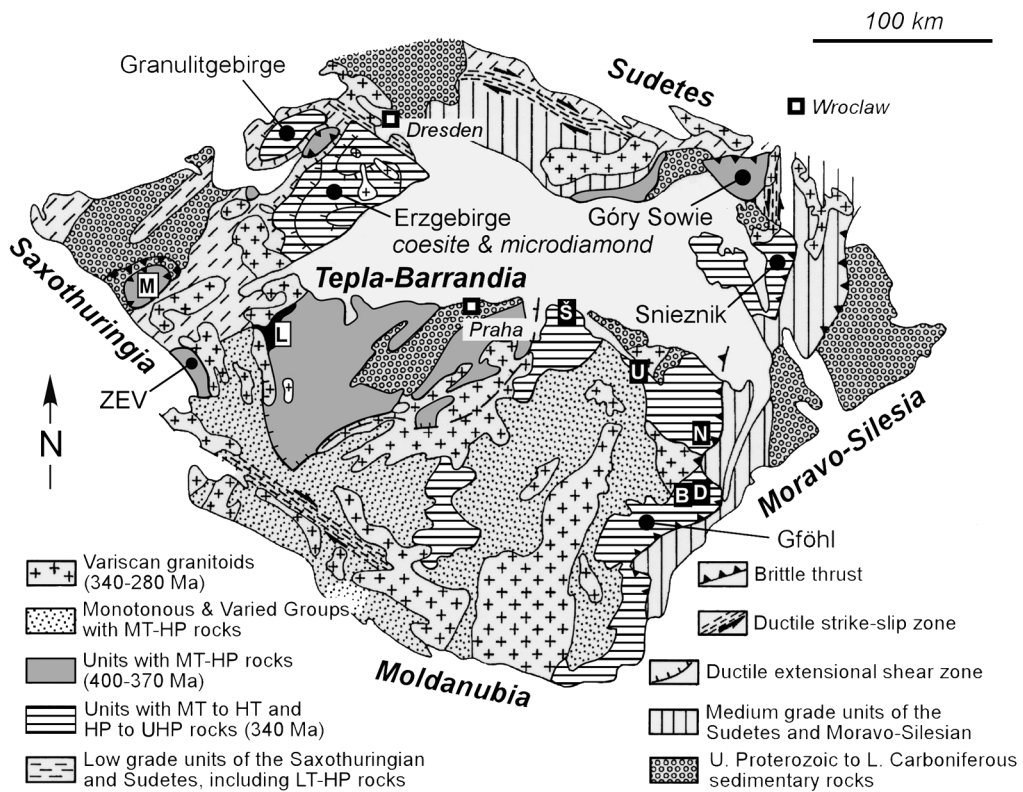 100 km
Granulitgebirge
Sudetes
Wroclaw
Dresden
Erzgebirge
coesite & microdiamond
Góry Sowie
Saxothuringia
M
Tepla-Barrandia
Praha
Š
Snieznik
L
ZEV
U
N
N
B D
Moravo-Silesia
Gföhl
Moldanubia
Variscan granitoids
(340-280 Ma)
Monotonous & Varied Groups
with MT-HP rocks
Units with MT-HP rocks
(400-370 Ma)
Units with MT to HT and
HP to UHP rocks (340 Ma)
Low grade units of the Saxothuringian
and Sudetes, including LT-HP rocks
Brittle thrust
Ductile strike-slip zone
Ductile extensional shear zone
Medium grade units of the
Sudetes and Moravo-Silesian
U. Proterozoic to L. Carboniferous
sedimentary rocks